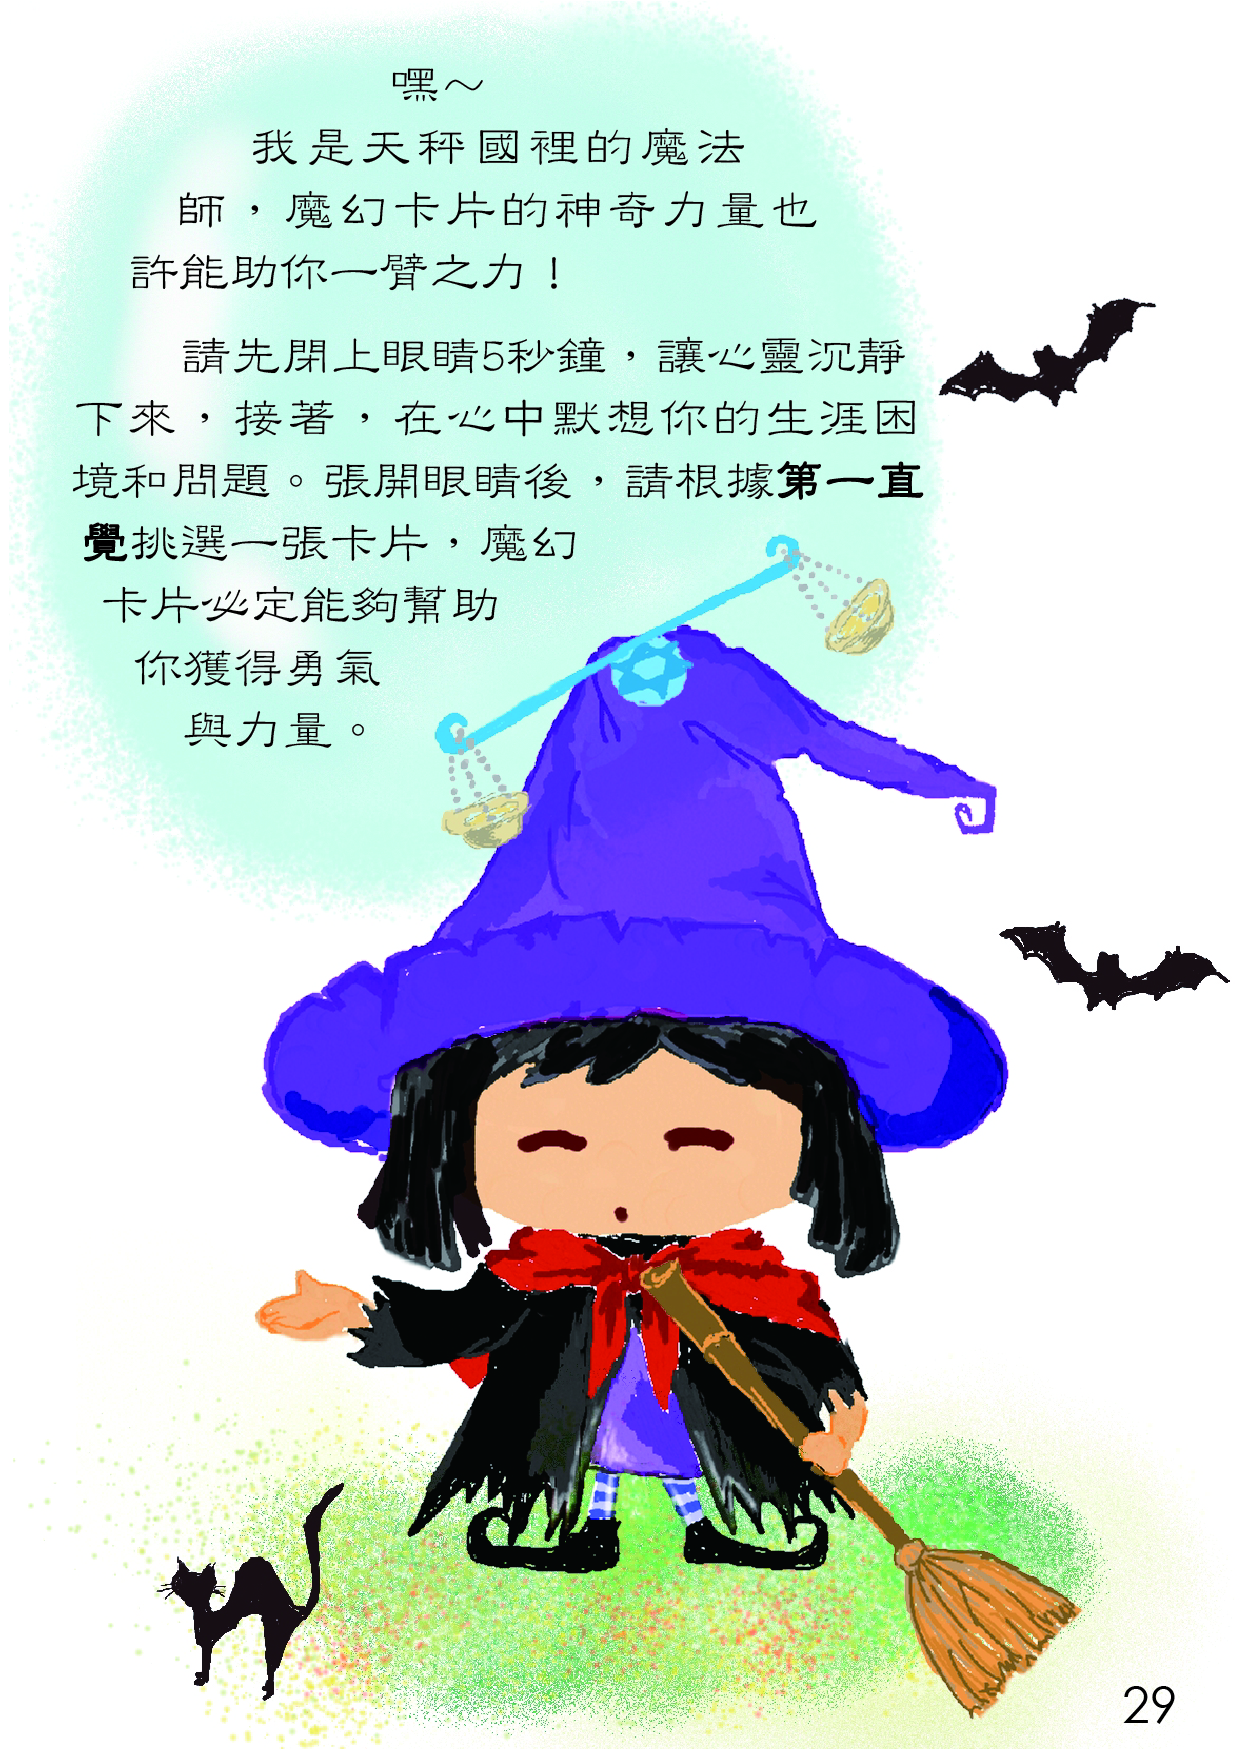 嘿～
我是天秤國裡的魔法
師，魔幻卡片的神奇力量也
許能助你一臂之力！
請先閉上眼睛5秒鐘，讓心靈沉靜
下來，接著，在心中默想你的生涯困
境和問題。張開眼睛後，請根據第一直
覺挑選一張卡片，魔幻
卡片必定能夠幫助
你獲得勇氣
與力量。
29